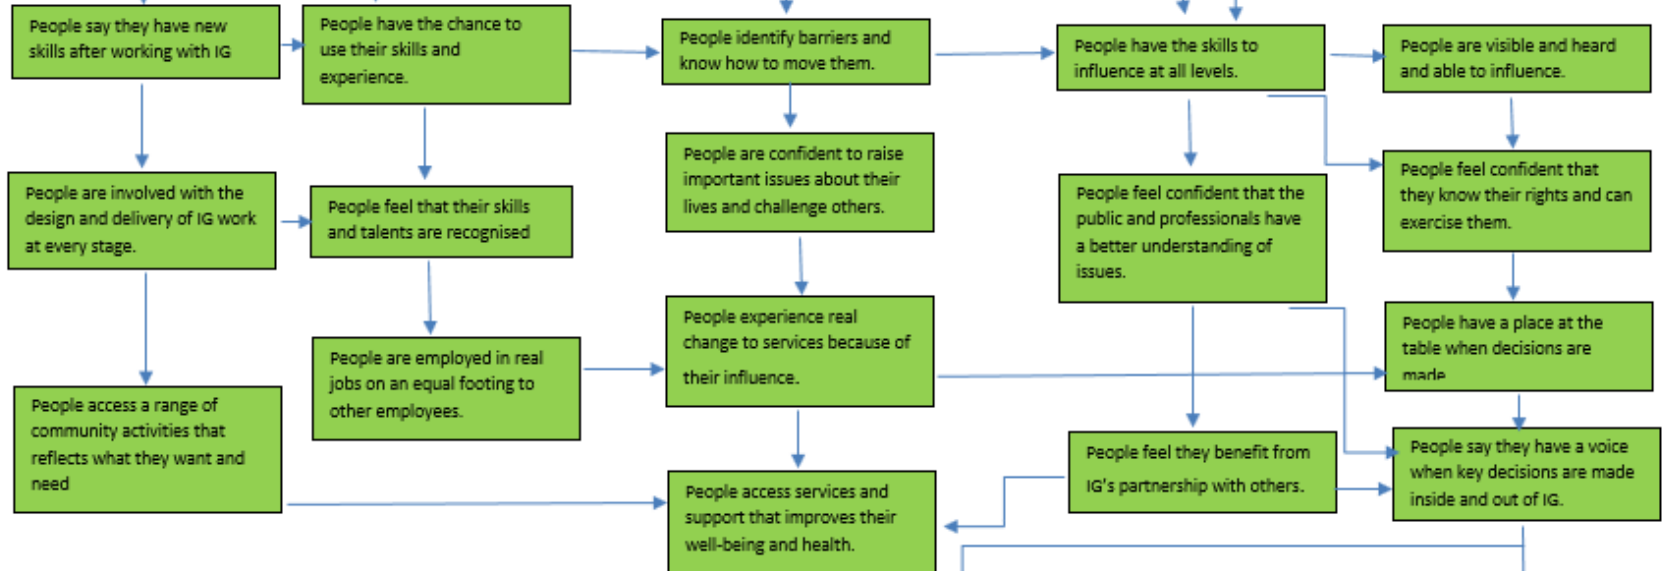 People say they have new
skills after working with IG
People have the chance to
use their skills and
experience.
People identify barriers and
know how to move them.
People have the skills to
influence at all levels.
People are visible and heard
and able to influence.
People are involved with the
design and delivery of IG work
at every stage.
People feel that their skills
and talents are recognised
People are confident to raise
important issues about their
lives and challenge others.
People feel confident that the
public and professionals have
a better understanding of
issues.
People feel confident that
they know their rights and can
exercise them.
People access a range of
community activities that
reflects what they want and
need
People are employed in real
jobs on an equal footing to
other employees.
People experience real
change to services because of
their influence.
People have a place at the
table when decisions are
made
People access services and
support that improves their
well-being and health.
People feel they benefit from
IG's partnership with others.
People say they have a voice
when key decisions are made
inside and out of IG.